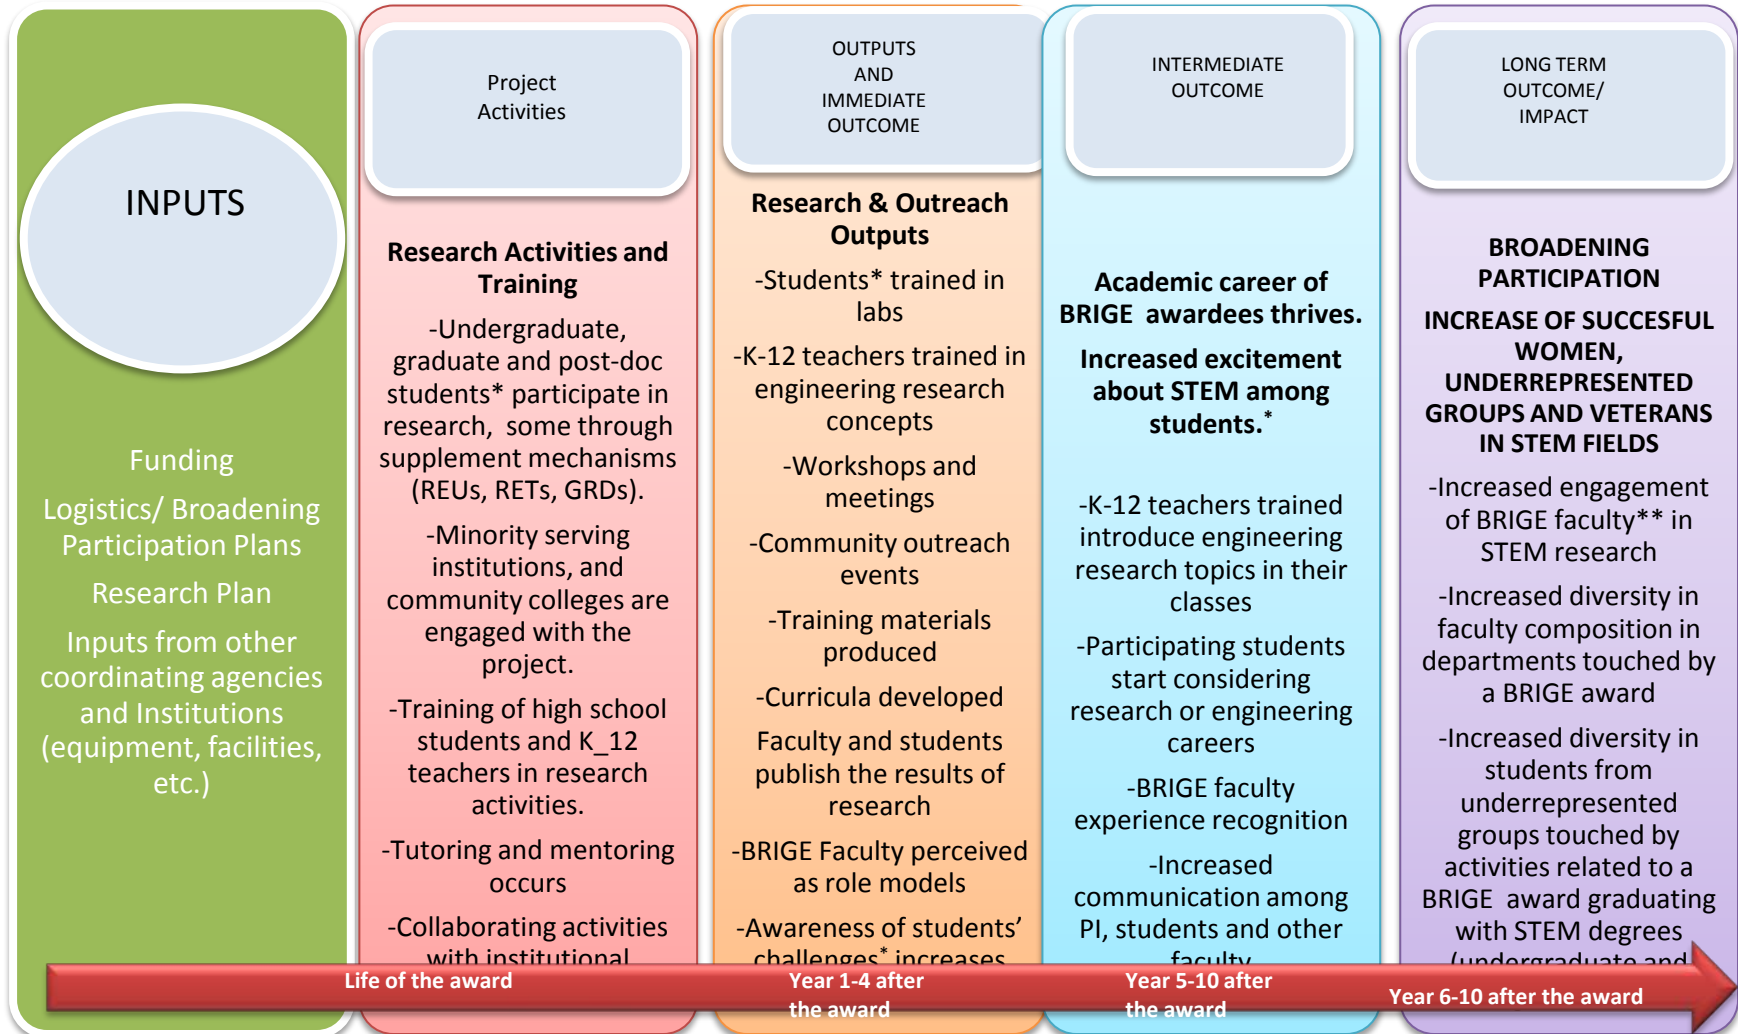 INPUTS
Funding
Logistics/ Broadening
Participation Plans
Research Plan
Inputs from other
coordinating agencies
and Institutions
(equipment, facilities,
etc.)
Project
Activities
Research Activities and
Training
-Undergraduate,
graduate and post-doc
students* participate in
research, some through
supplement mechanisms
(REUs, RETs, GRDs).
-Minority serving
institutions, and
community colleges are
engaged with the
project.
-Training of high school
students and K_12
teachers in research
activities.
-Tutoring and mentoring
occurs
-Collaborating activities
with institutional
OUTPUTS
AND
IMMEDIATE
OUTCOME
Research & Outreach
Outputs
-Students* trained in
labs
-K-12 teachers trained in
engineering research
concepts
-Workshops and
meetings
-Community outreach
events
-Training materials
produced
-Curricula developed
Faculty and students
publish the results of
research
-BRIGE Faculty perceived
as role models
-Awareness of students’
challenges* increases
INTERMEDIATE
OUTCOME
Academic career of
BRIGE awardees thrives.
Increased excitement
about STEM among
students.*
-K-12 teachers trained
introduce engineering
research topics in their
classes
-Participating students
start considering
research or engineering
careers
-BRIGE faculty
experience recognition
-Increased
communication among
PI, students and other
faculty
LONG TERM
OUTCOME/
IMPACT
BROADENING
PARTICIPATION
INCREASE OF SUCCESFUL
WOMEN,
UNDERREPRESENTED
GROUPS AND VETERANS
IN STEM FIELDS
-Increased engagement
of BRIGE faculty** in
STEM research
-Increased diversity in
faculty composition in
departments touched by
a BRIGE award
-Increased diversity in
students from
underrepresented
groups touched by
activities related to a
BRIGE award graduating
with STEM degrees
(undergraduate and
Life of the award
Year 1-4 after
the award
Year 5-10 after
the award
Year 6-10 after the award